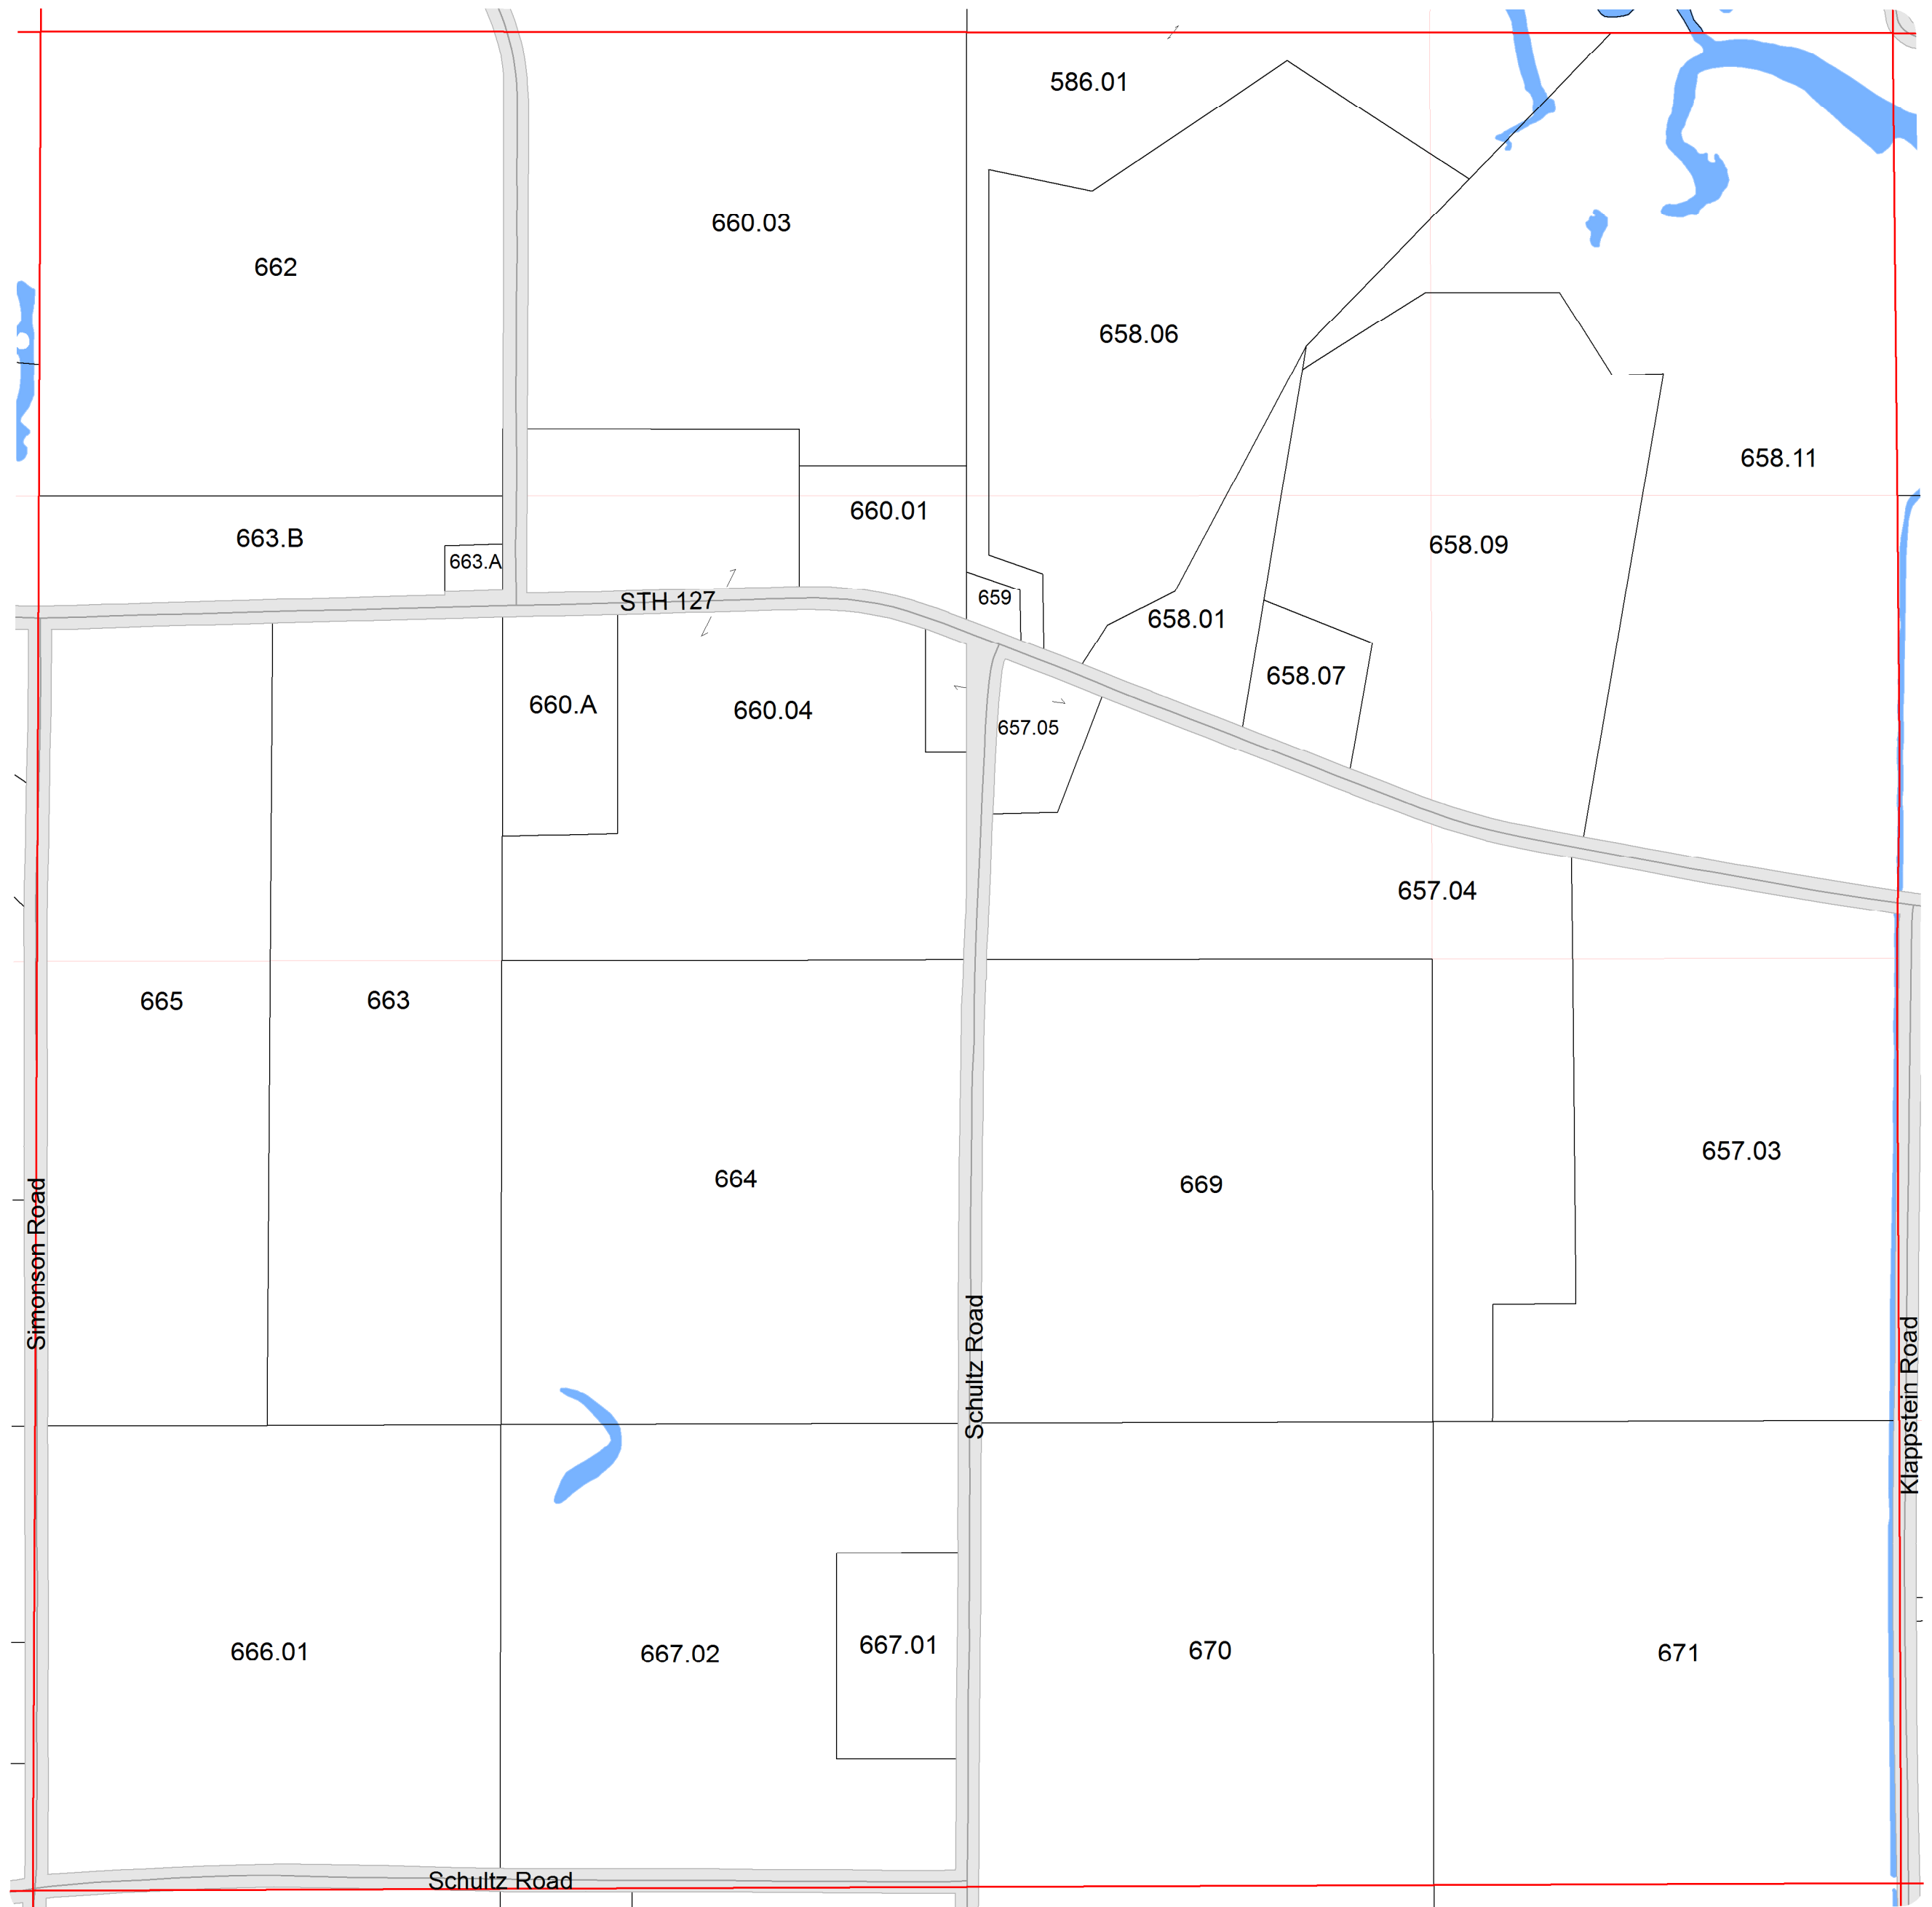 586.01
660.03
662
658.06
658.11
660.01
663.B
658.09
663.A
659
STH 127
658.01
658.07
660.A
660.04
657.05
657.04
665
663
657.03
664
669
Simonson Road
Schultz Road
Klappstein Road
667.01
670
666.01
667.02
671
Schultz Road